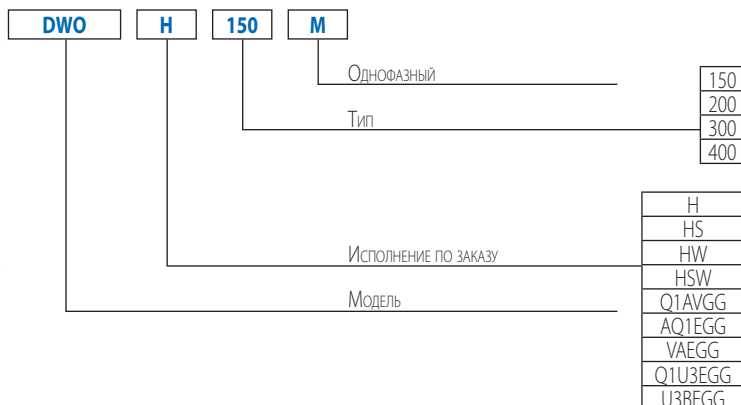 DWO H 150 M
Однофазный
150
200
Тип
300
400
H
HS
Исполнение по заказу
HW
HSW
Модель
Q1AVGG
AQ1EGG
VAEGG
Q1U3EGG
U3BEGG